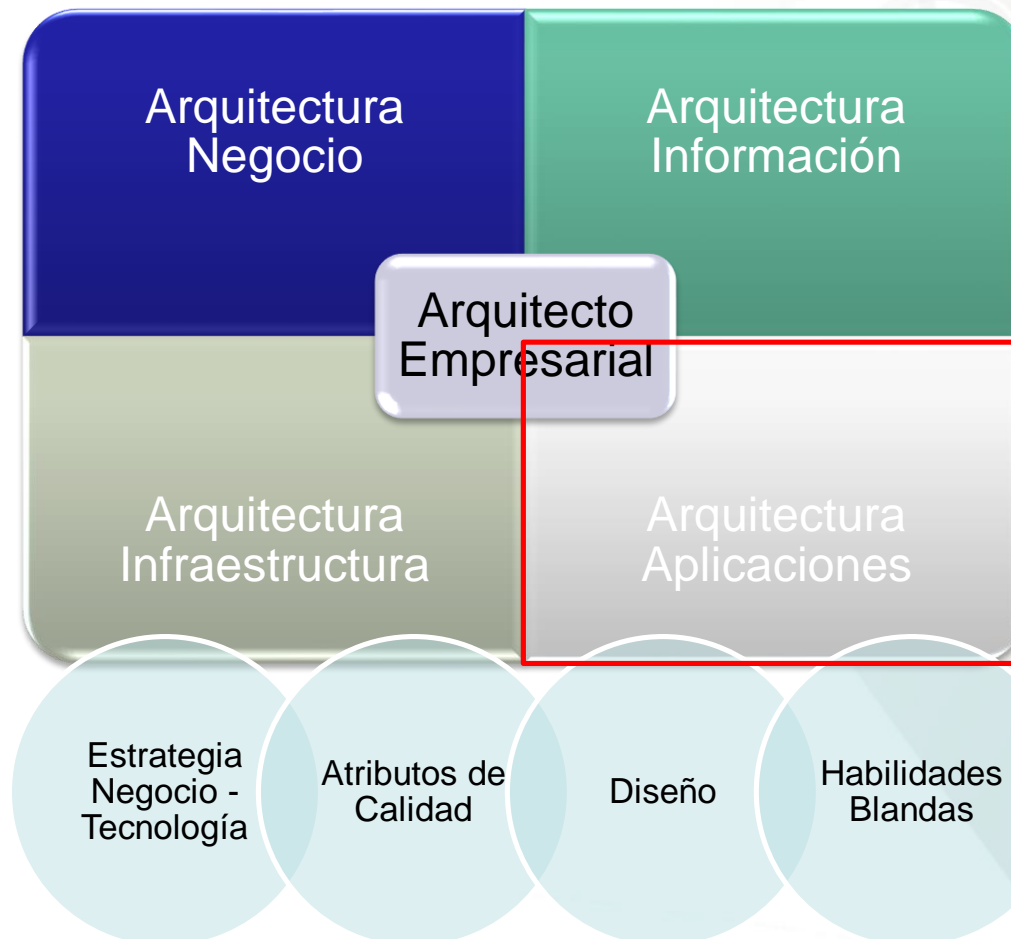 Arquitectura
Negocio
Arquitectura
Información
Arquitecto
Empresarial
Arquitectura
Infraestructura
Arquitectura
Aplicaciones
Estrategia
Negocio -
Tecnología
Atributos de
Calidad
Diseño
Habilidades
Blandas